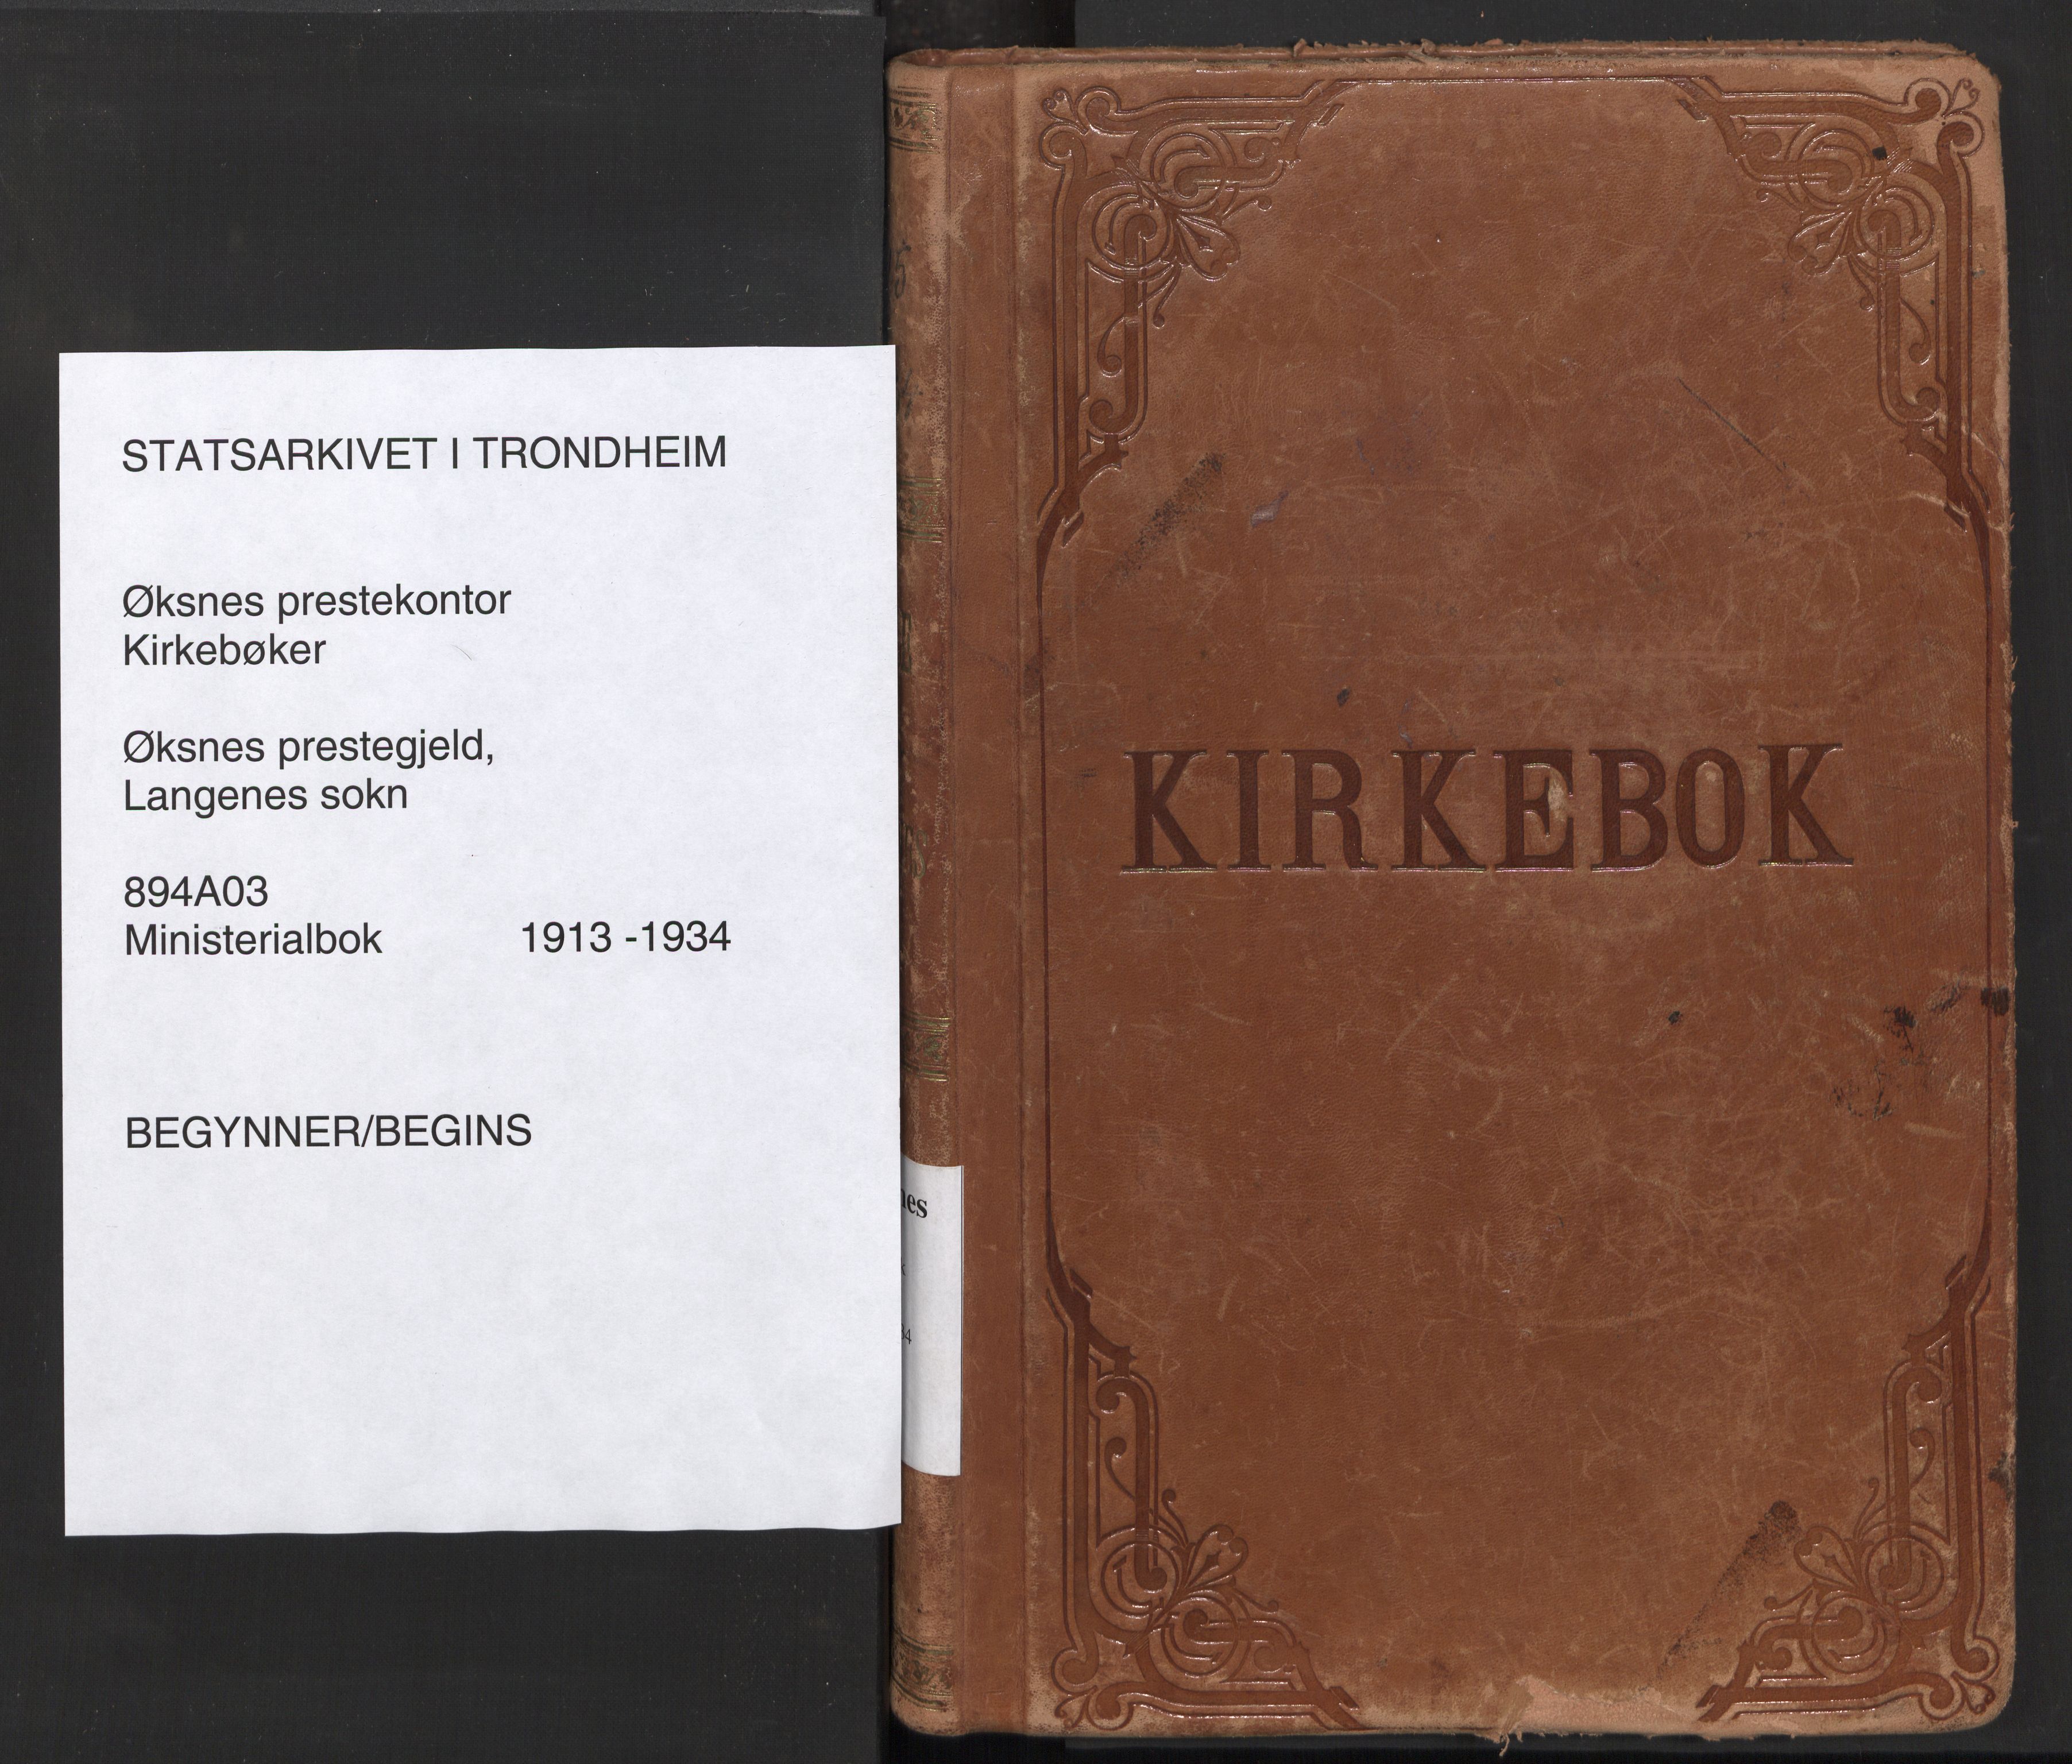 STATSARKIVET I TRONDHEIM
Øksnes prestekontor
Kirkebøker
Øksnes prestegjeld,
Langenes sokn
894A03
Ministerialbok 1913 -1934
BEGYNNER/BEGINS
KIRKEBOK